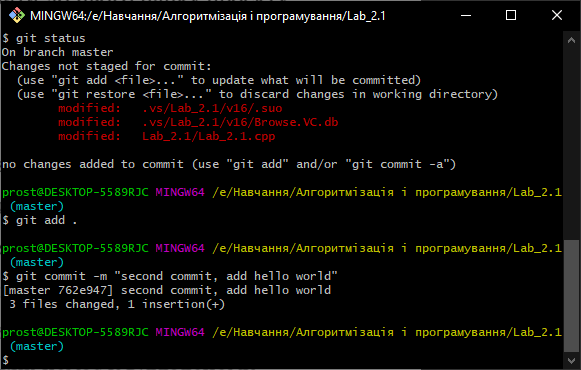 MINGW64:/e/Навчання/Алгоритмізація і програмування/Lab_2.1
$ git status
On branch master
Changes not staged for commit:
  (use "git add <file>..." to update what will be committed)
  (use "git restore <file>..." to discard changes in working directory)
        modified:   .vs/Lab_2.1/v16/.suo
        modified:   .vs/Lab_2.1/v16/Browse.VC.db
        modified:   Lab_2.1/Lab_2.1.cpp
no changes added to commit (use "git add" and/or "git commit -a")
prost@DESKTOP-5589RJC MINGW64 /e/Навчання/Алгоритмізація і програмування/Lab_2.1
 (master)
$ git add .
prost@DESKTOP-5589RJC MINGW64 /e/Навчання/Алгоритмізація і програмування/Lab_2.1
 (master)
$ git commit -m "second commit, add hello world"
[master 762e947] second commit, add hello world
 3 files changed, 1 insertion(+)
prost@DESKTOP-5589RJC MINGW64 /e/Навчання/Алгоритмізація і програмування/Lab_2.1
 (master)
$